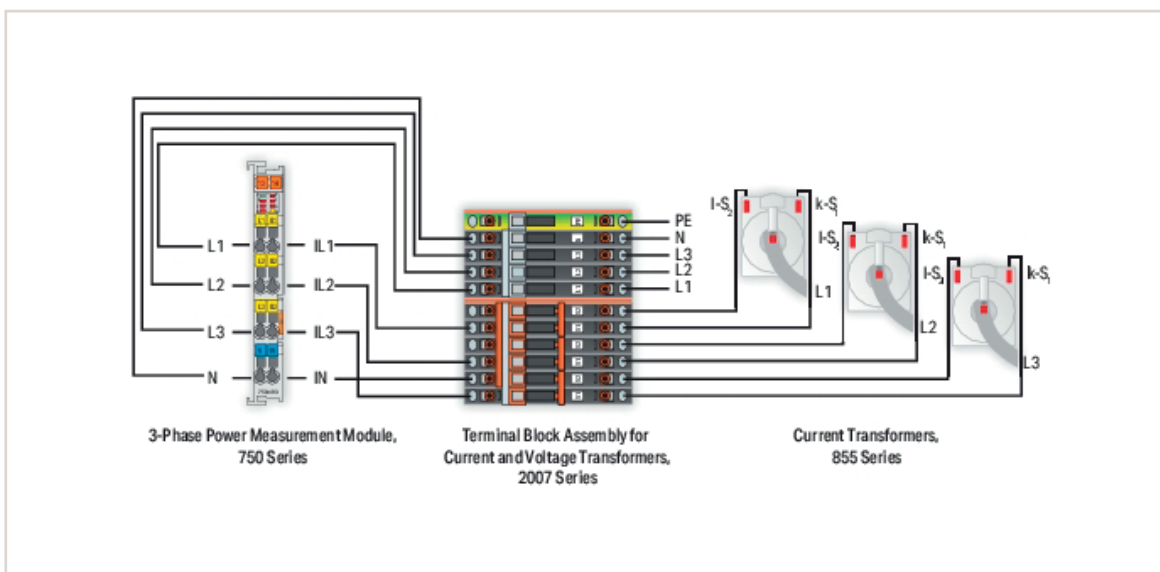 L1
L2
L3
N
IL1
IL2
IL3
IN
PE
N
L3
L2
L1
l-S2
k-S1
L1
l-S2
k-S1
L2
k-S1
L3
3-Phase Power Measurement Module,
750 Series
Terminal Block Assembly for
Current and Voltage Transformers,
2007 Series
Current Transformers,
855 Series